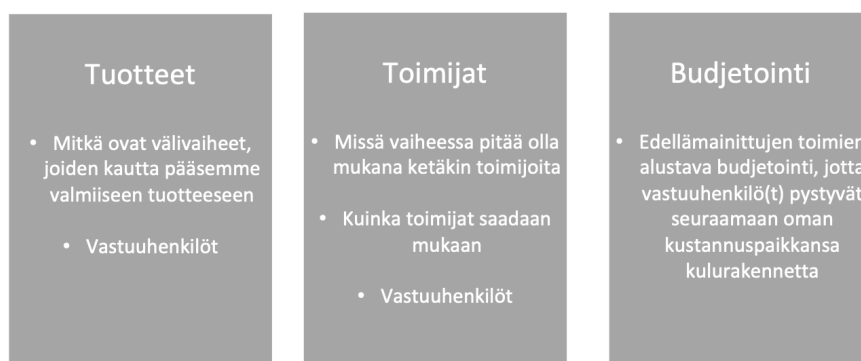 Tuotteet
• Mitkä ovat välivaiheet,
joiden kautta pääsemme
valmiiseen tuotteeseen
• Vastuuhenkilöt
Toimijat
• Missä vaiheessa pitää olla
mukana ketäkin toimijoita
• Kuinka toimijat saadaan
mukaan
• Vastuuhenkilöt
Budjetointi
• Edellämainittujen toimien
alustava budjetointi, jotta
vastuuhenkilö(t) pystyvät
seuraamaan oman
kustannuspaikkansa
kulurakennetta